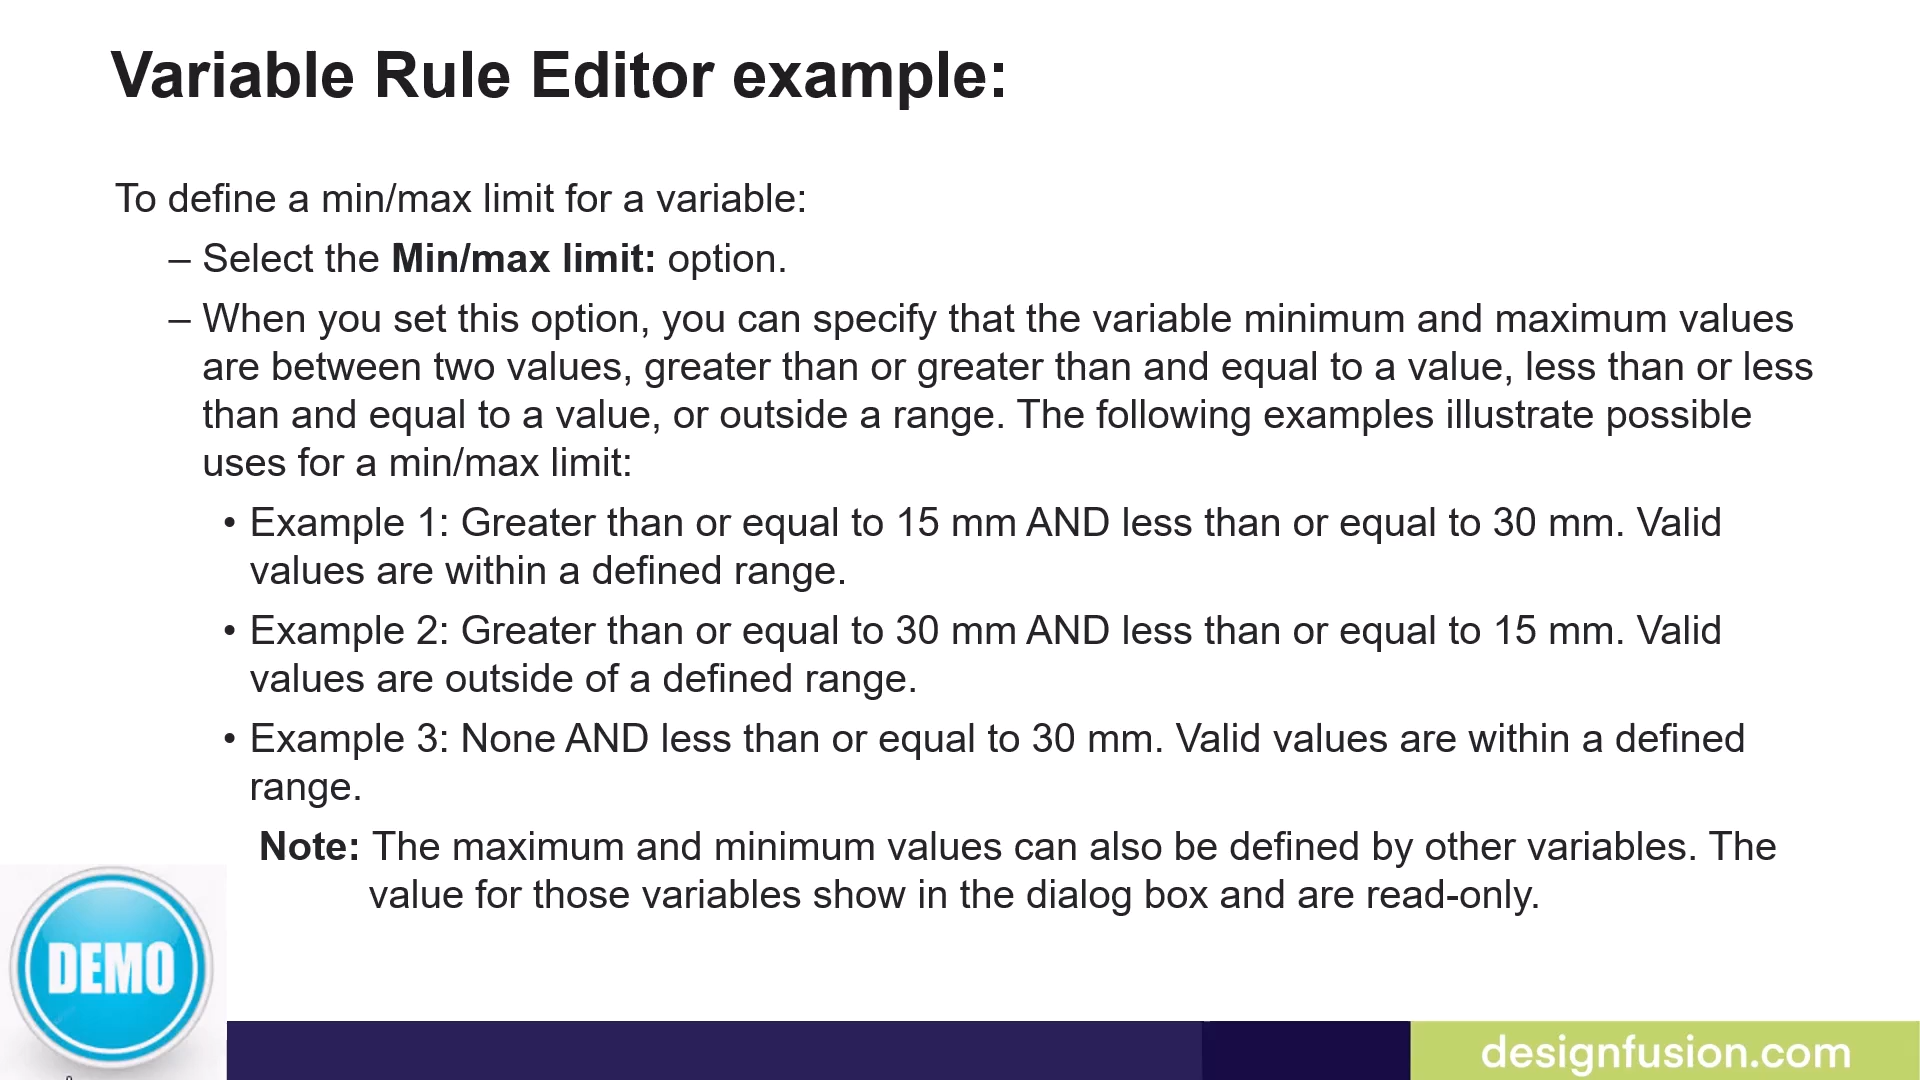 Variable Rule Editor example:
To define a min/max limit for a variable:
– Select the Min/max limit: option.
– When you set this option, you can specify that the variable minimum and maximum values
are between two values, greater than or greater than and equal to a value, less than or less
than and equal to a value, or outside a range. The following examples illustrate possible
uses for a min/max limit:
• Example 1: Greater than or equal to 15 mm AND less than or equal to 30 mm. Valid
values are within a defined range.
• Example 2: Greater than or equal to 30 mm AND less than or equal to 15 mm. Valid
values are outside of a defined range.
• Example 3: None AND less than or equal to 30 mm. Valid values are within a defined
range.
Note: The maximum and minimum values can also be defined by other variables. The
value for those variables show in the dialog box and are read-only.
DEMO
designfusion.com